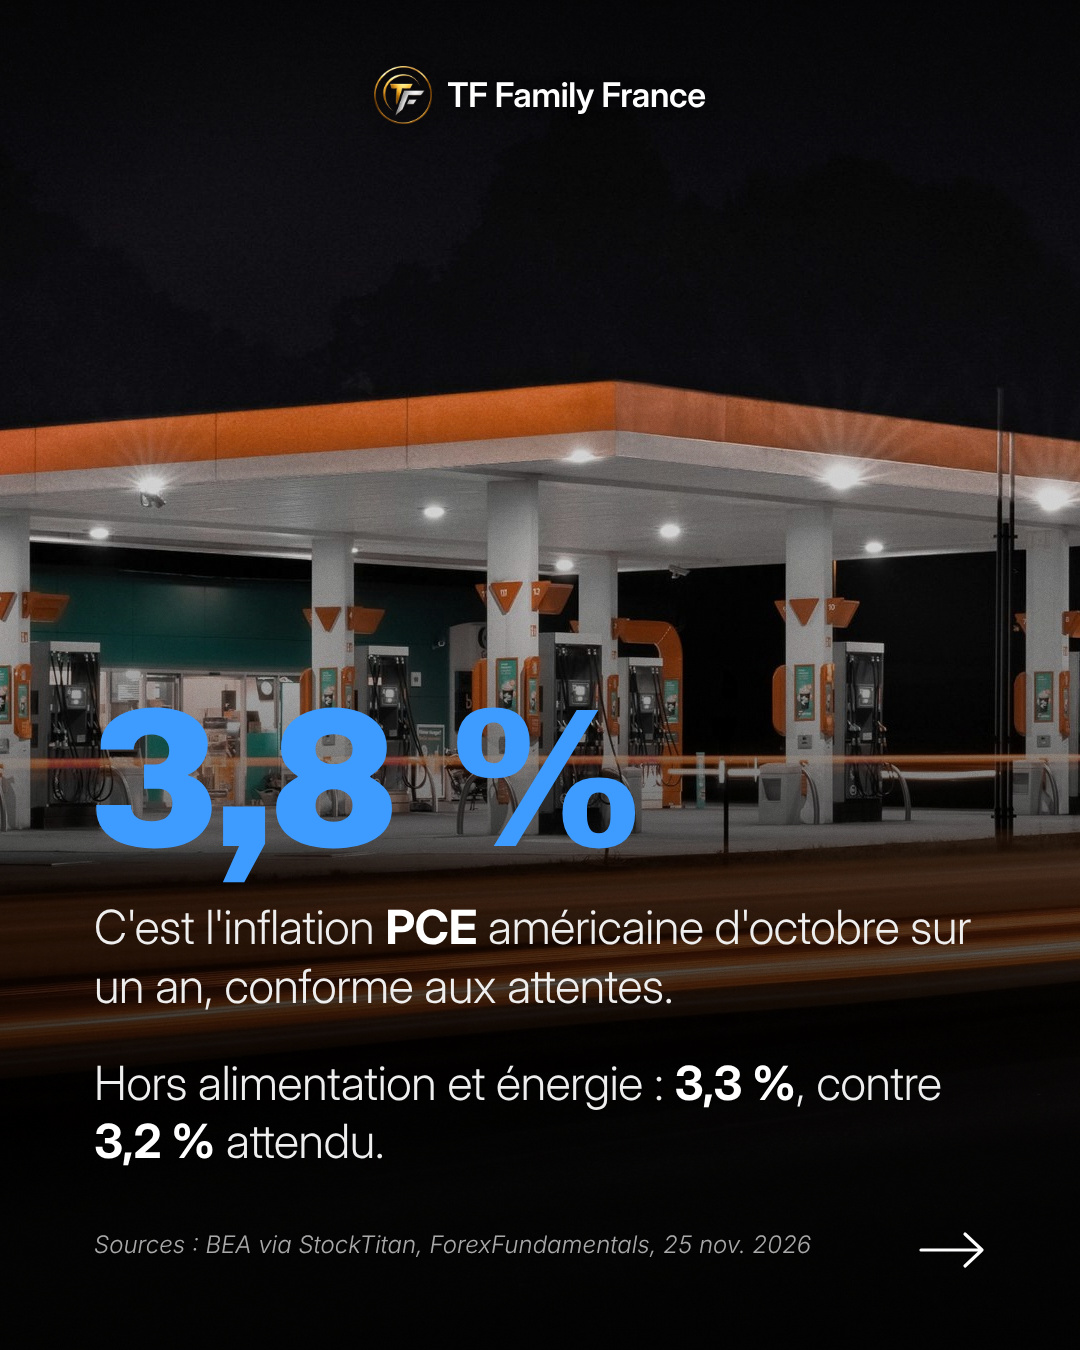 TF Family France
3,8 %
C'est l'inflation PCE américaine d'octobre sur
un an, conforme aux attentes.
Hors alimentation et énergie : 3,3 %, contre
3,2 % attendu.
Sources : BEA via StockTitan, ForexFundamentals, 25 nov. 2026